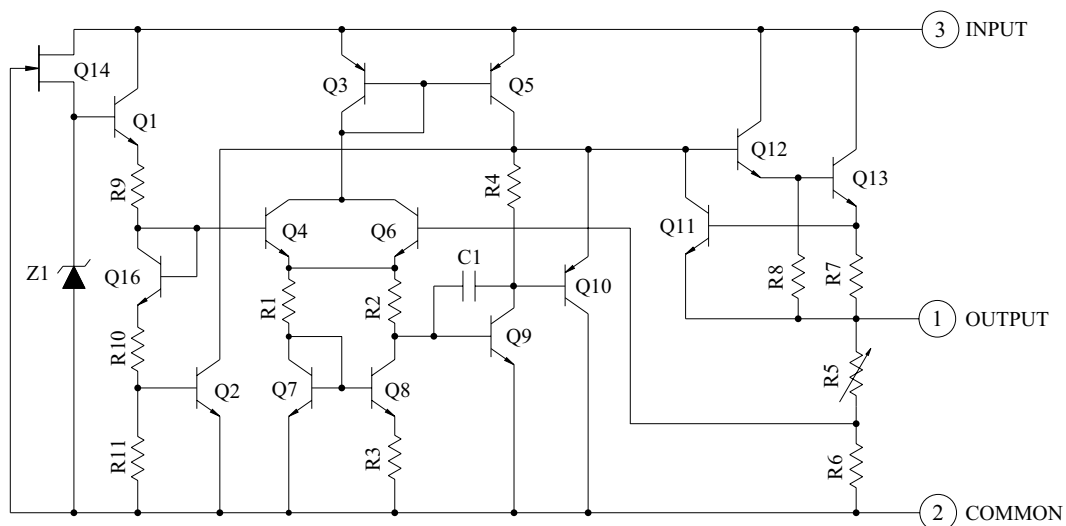 3 INPUT
Q14
Q3
Q5
Q1
Q12
Q13
R9
R4
Q11
Q4
Q6
C1
Z1
Q16
R1
R2
Q10
R8
R7
Q9
1 OUTPUT
R10
R5
Q2
Q7
Q8
R11
R3
R6
2 COMMON